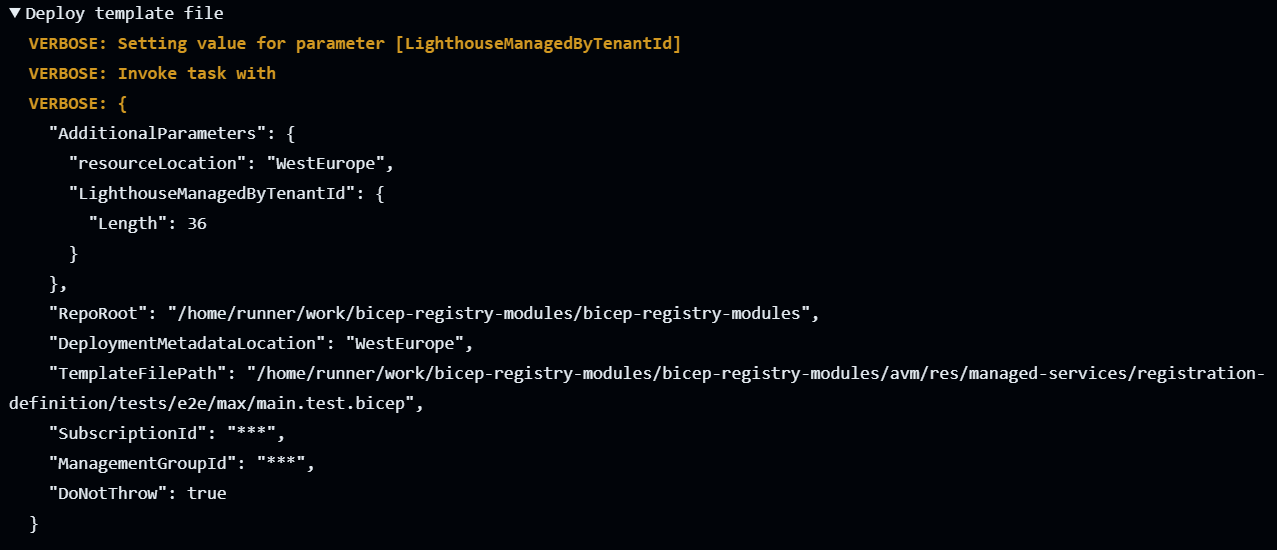 ▼Deploy template file
VERBOSE: Setting value for parameter [LighthouseManagedByTenantId]
VERBOSE: Invoke task with
VERBOSE: {
"AdditionalParameters": {
"resourceLocation": "WestEurope",
"LighthouseManagedByTenantId": {
"Length": 36
}
},
"RepoRoot": "/home/runner/work/bicep-registry-modules/bicep-registry-modules",
"DeploymentMetadataLocation": "WestEurope",
"TemplateFilePath": "/home/runner/work/bicep-registry-modules/bicep-registry-modules/avm/res/managed-services/registration-
definition/tests/e2e/max/main.test.bicep",
"SubscriptionId": "***",
"ManagementGroupId": "***",
"DoNotThrow": true
}